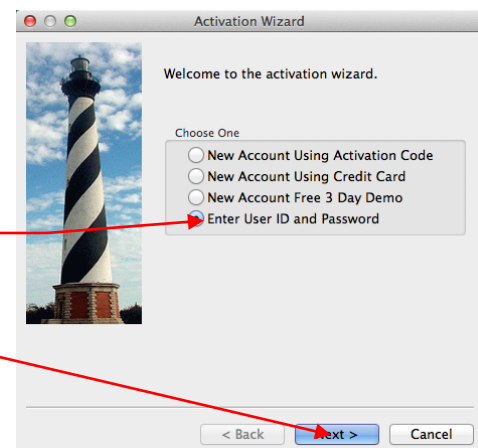 Activation Wizard
Welcome to the activation wizard.
Choose One
New Account Using Activation Code
New Account Using Credit Card
New Account Free 3 Day Demo
Enter User ID and Password
< Back Next > Cancel